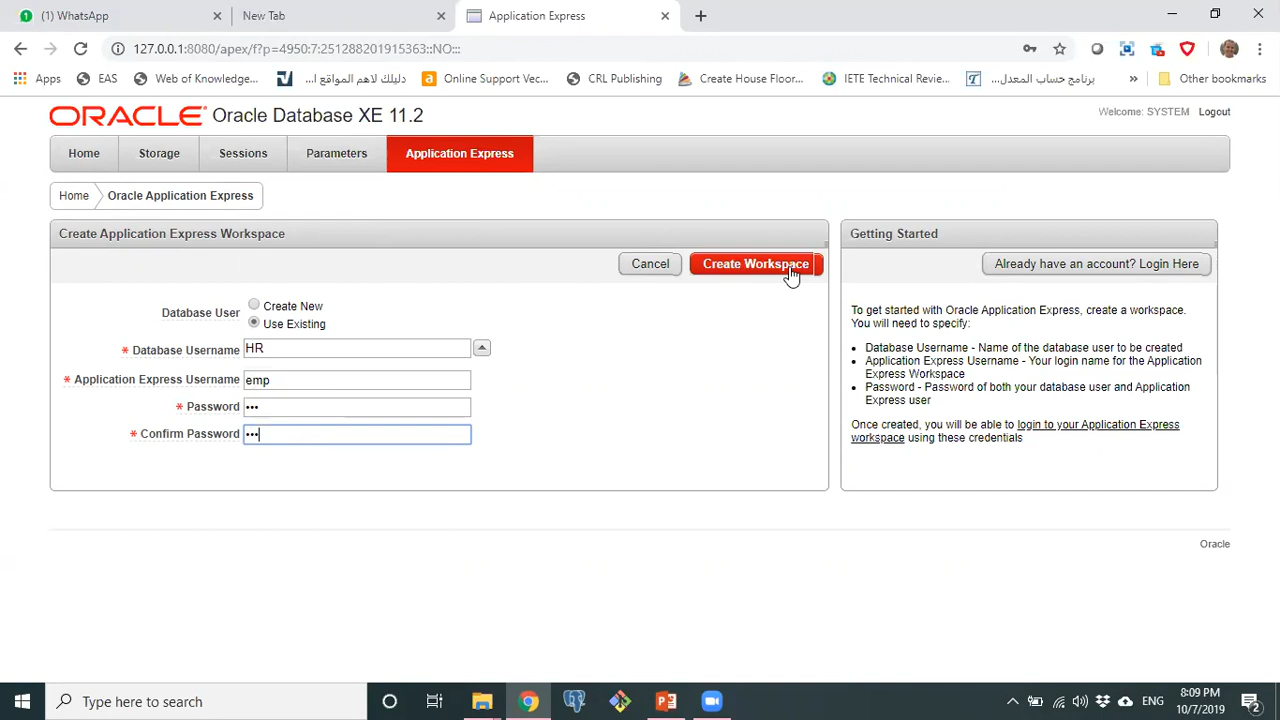 (1) WhatsApp
New Tab
Application Express
127.0.0.1:8080/apex/f?p=4950:7:251288201915363::NO:::
Apps
EAS
Web of Knowledge...
دليلك لاهم المواقع ا...
Online Support Vec...
CRL Publishing
Create House Floor...
IETE Technical Revie...
برنامج حساب المعدل...
Other bookmarks
ORACLE Oracle Database XE 11.2
Welcome: SYSTEM Logout
Home
Storage
Sessions
Parameters
Application Express
Home
Oracle Application Express
Create Application Express Workspace
Cancel
Create Workspace
Database User
Create New
Use Existing
* Database Username HR
* Application Express Username emp
* Password •••
* Confirm Password •••
Getting Started
Already have an account? Login Here
To get started with Oracle Application Express, create a workspace.
You will need to specify:
• Database Username - Name of the database user to be created
• Application Express Username - Your login name for the Application
Express Workspace
• Password - Password of both your database user and Application
Express user
Once created, you will be able to login to your Application Express
workspace using these credentials
Oracle
Type here to search
ENG
8:09 PM
10/7/2019
2